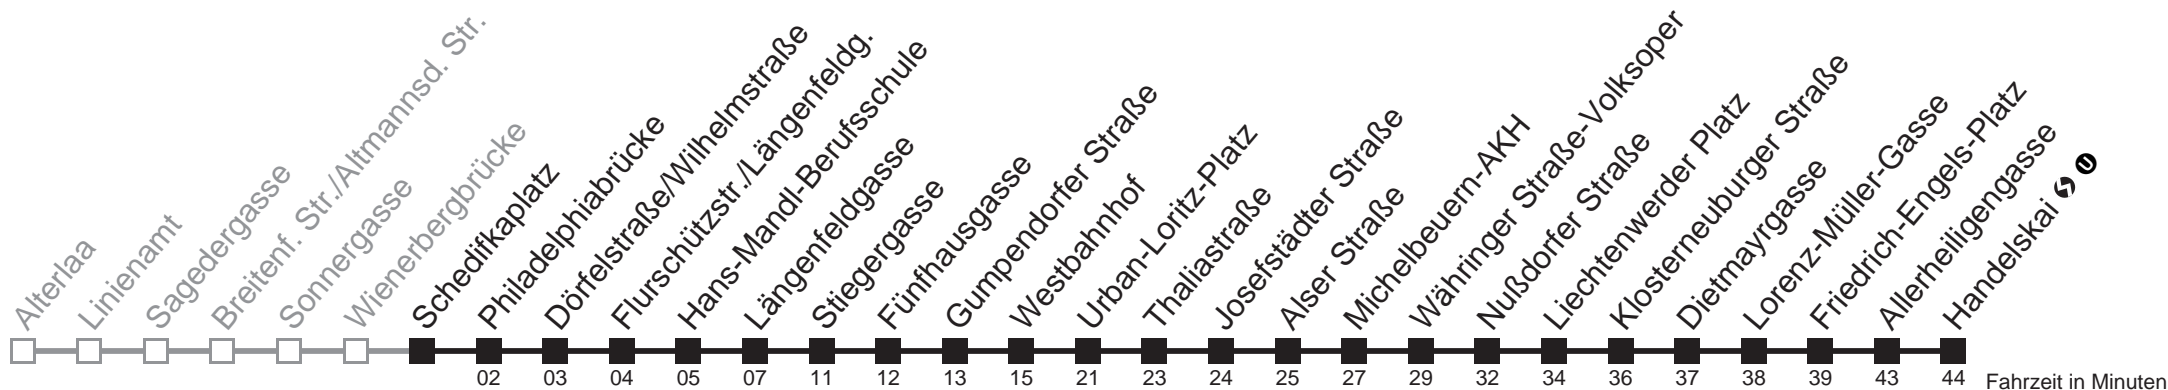 Alterlaa
Linienamt
Sagedergasse
Breitenf. Str./Altmannsd. Str.
Sonnergasse
Wienerbergbrücke
Schedifkaplatz
Philadelphiabrücke
Dörfelstraße/Wilhelmstraße
Flurschützstr./Längenfeldg.
Hans-Mandl-Berufsschule
Längenfeldgasse
Stiegergasse
Fünfhausgasse
Gumpendorfer Straße
Westbahnhof
Urban-Loritz-Platz
Thaliastraße
Josefstädter Straße
Alser Straße
Michelbeuern-AKH
Währinger Straße-Volksoper
Nußdorfer Straße
Liechtenwerder Platz
Klosterneuburger Straße
Dietmayrgasse
Lorenz-Müller-Gasse
Friedrich-Engels-Platz
Allerheiligengasse
Handelskai S U
02 03 04 05 07 11 12 13 15 21 23 24 25 27 29 32 34 36 37 38 39 43 44 Fahrzeit in Minuten